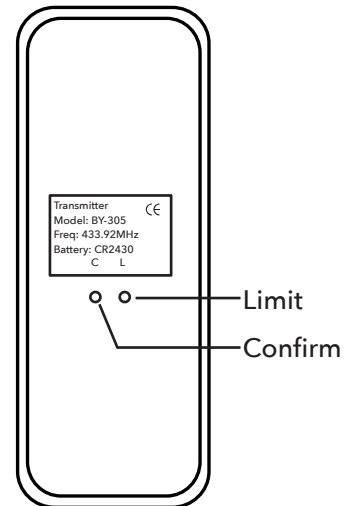 Transmitter CE
Model: BY-305
Freq: 433.92MHz
Battery: CR2430
C L
Limit
Confirm